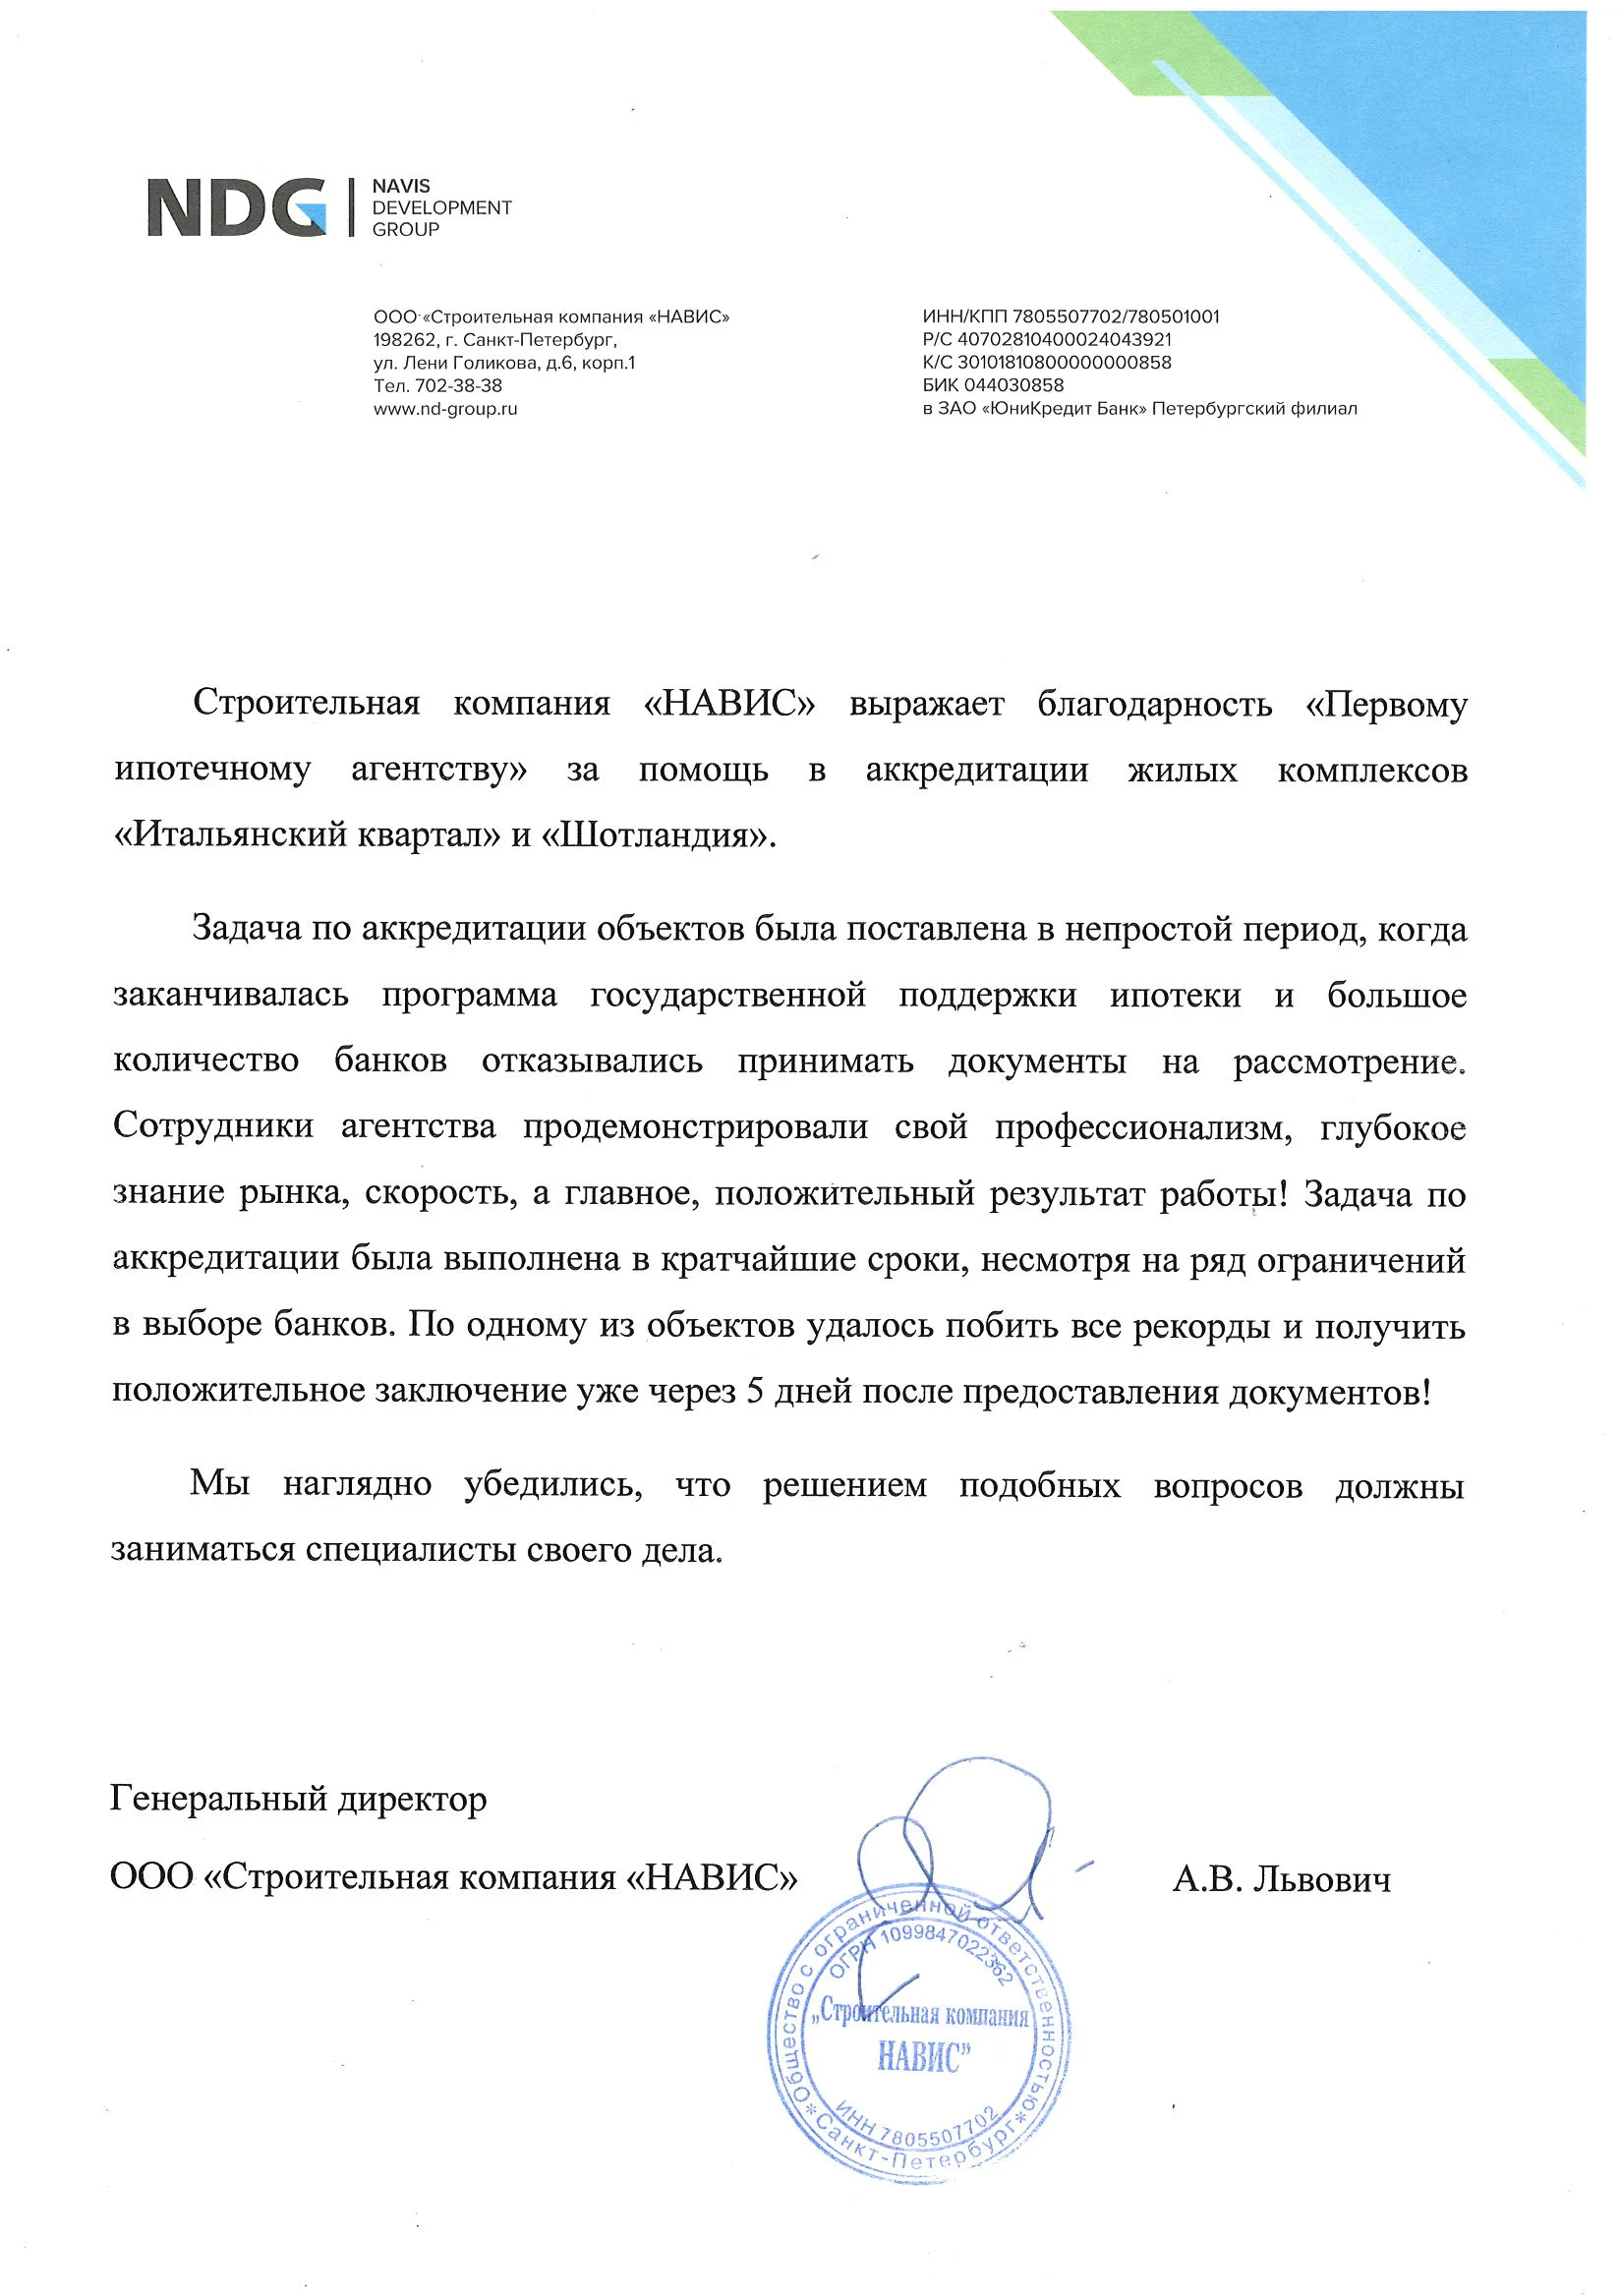 NDG
NAVIS
DEVELOPMENT
GROUP
ООО «Строительная компания «НАВИС»
198262, г. Санкт-Петербург,
ул. Лени Голикова, д.6, корп.1
Тел. 702-38-38
www.nd-group.ru
ИНН/КПП 7805507702/780501001
Р/С 40702810400024043921
К/С 30101810800000000858
БИК 044030858
в ЗАО «ЮниКредит Банк» Петербургский филиал
Строительная компания «НАВИС» выражает благодарность «Первому
ипотечному агентству» за помощь в аккредитации жилых комплексов
«Итальянский квартал» и «Шотландия».
Задача по аккредитации объектов была поставлена в непростой период, когда
заканчивалась программа государственной поддержки ипотеки и большое
количество банков отказывались принимать документы на рассмотрение.
Сотрудники агентства продемонстрировали свой профессионализм, глубокое
знание рынка, скорость, а главное, положительный результат работы! Задача по
аккредитации была выполнена в кратчайшие сроки, несмотря на ряд ограничений
в выборе банков. По одному из объектов удалось побить все рекорды и получить
положительное заключение уже через 5 дней после предоставления документов!
Мы наглядно убедились, что решением подобных вопросов должны
заниматься специалисты своего дела.
Генеральный директор
ООО «Строительная компания «НАВИС»
А.В. Львович
Общество с ограниченной ответственностью
ОГРН 1099847022362
„Строительная компания
НАВИС”
ИНН 7805507702
*Санкт-Петербург*